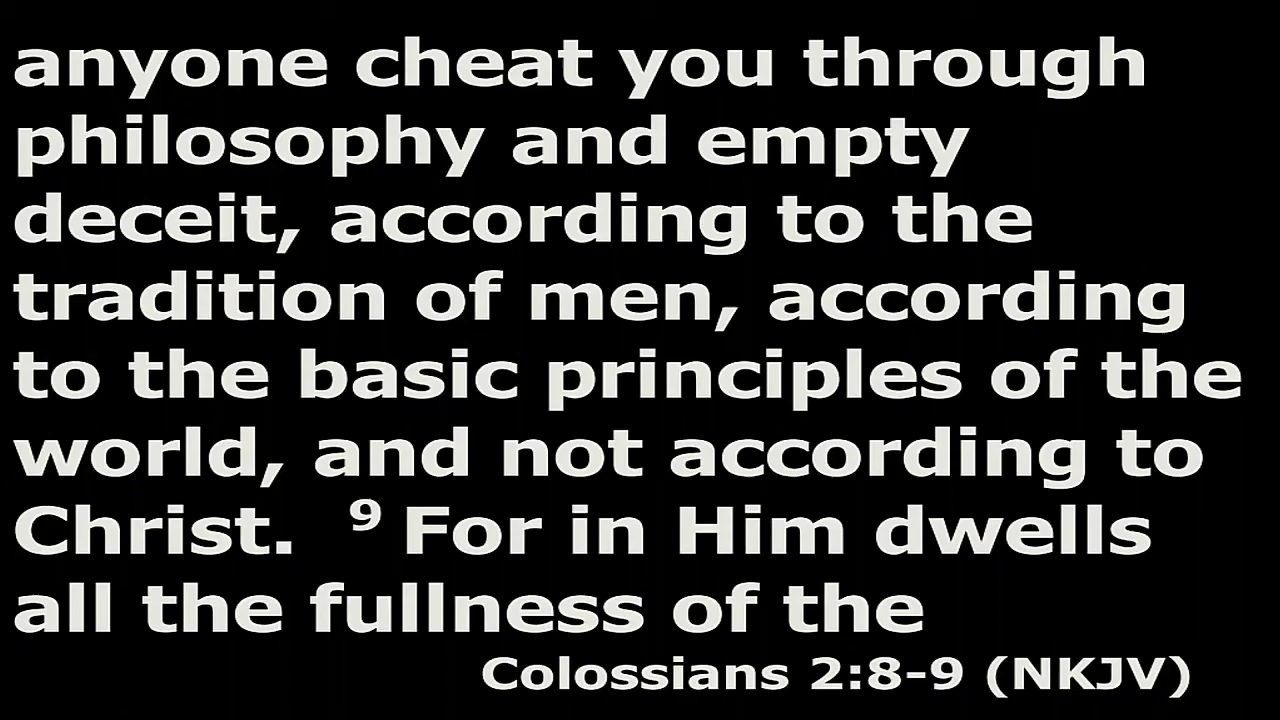 anyone cheat you through
philosophy and empty
deceit, according to the
tradition of men, according
to the basic principles of the
world, and not according to
Christ.  ⁹ For in Him dwells
all the fullness of the
Colossians 2:8-9 (NKJV)